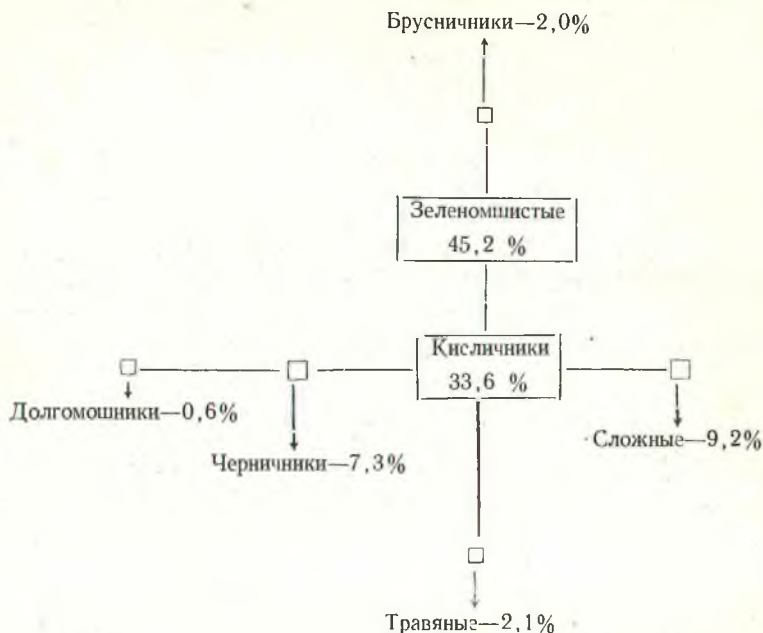 Брусничники—2,0%
Зеленомшистые
45,2 %
Кисличники
33,6 %
Долгомошники—0,6%
Черничники—7,3%
Сложные—9,2%
Травяные—2,1%